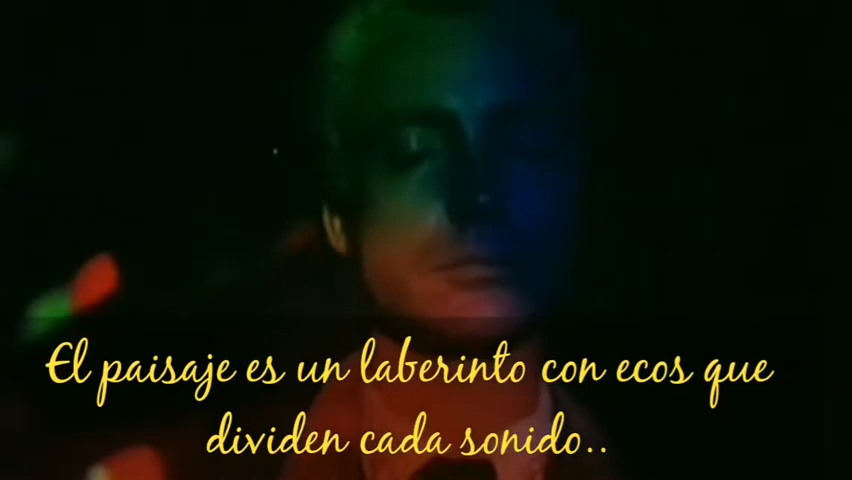 El paisaje es un laberinto con ecos que
dividen cada sonido..